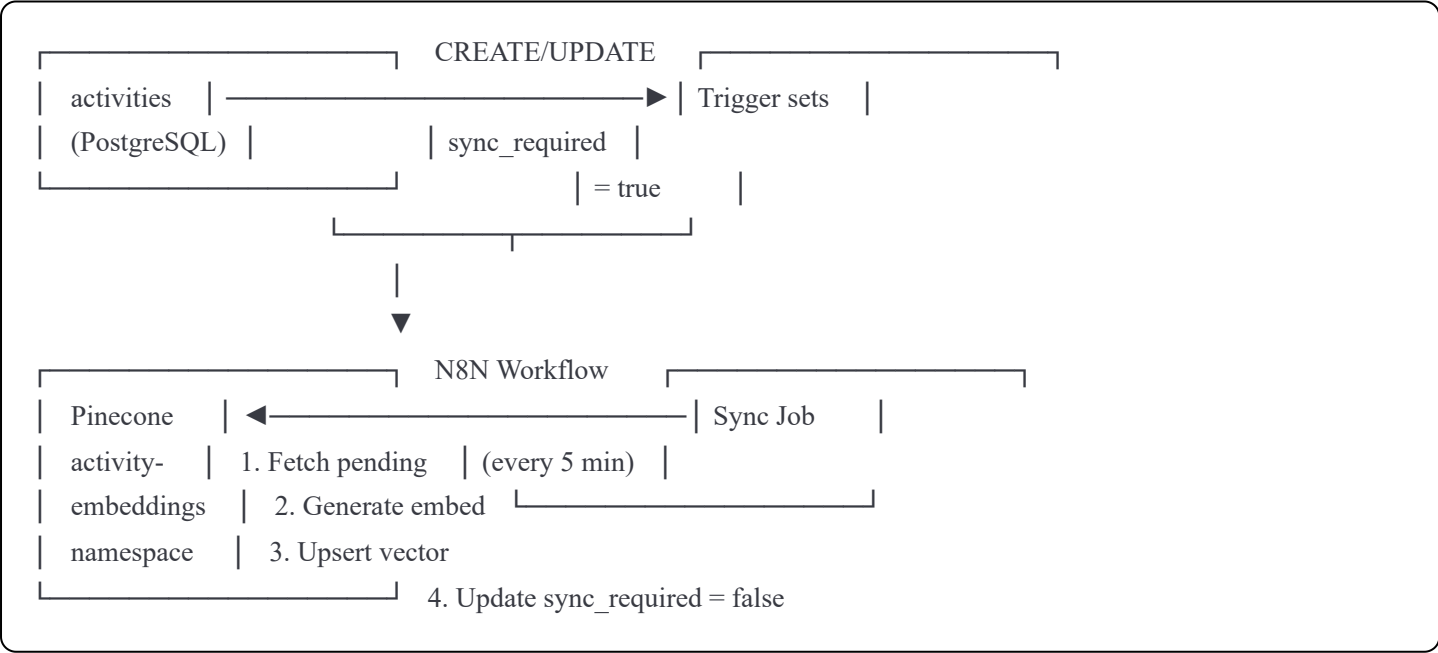 CREATE/UPDATE
activities Trigger sets
(PostgreSQL) sync_required
= true
N8N Workflow
Pinecone Sync Job
activity- 1. Fetch pending (every 5 min)
embeddings 2. Generate embed
namespace 3. Upsert vector
4. Update sync_required = false